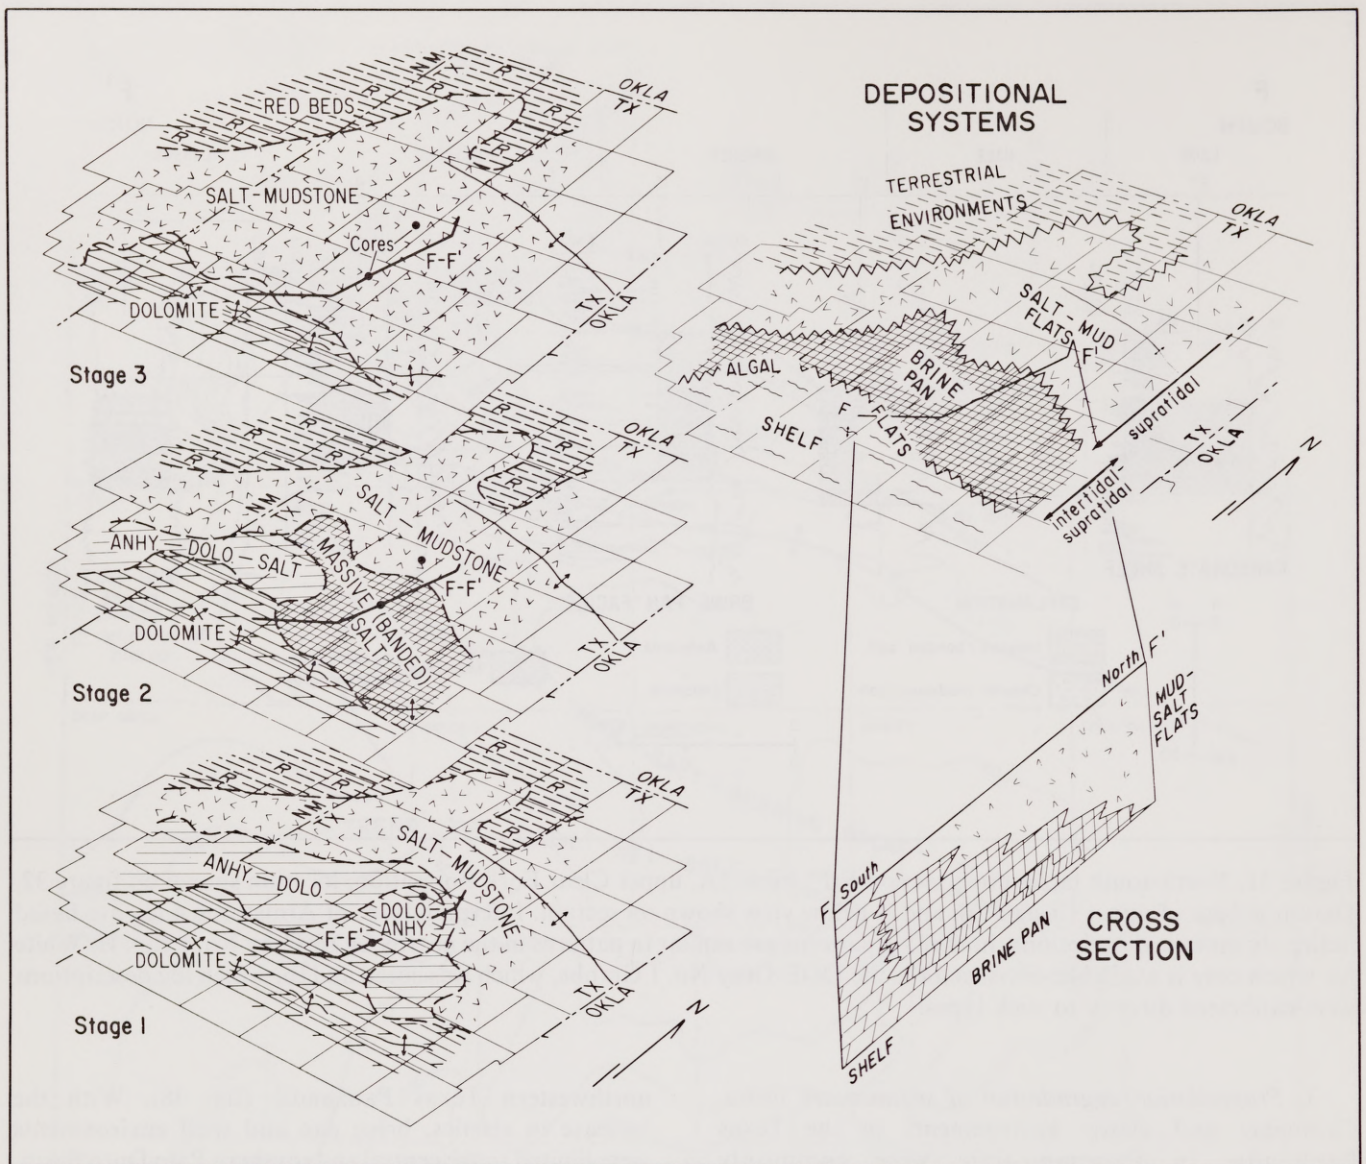 RED BEDS
R
R
R
R
R
R
R
NM
TX
OKLA
TX
SALT-MUDSTONE
Cores
F-F'
DOLOMITE
TX
OKLA
Stage 3
R
R
R
R
R
R
OKLA
TX
NM
TX
SALT - MUDSTONE
ANHY - DOLO - SALT
MASSIVE (BANDED)
SALT
F-F'
DOLOMITE
TX
OKLA
Stage 2
R
R
R
R
R
R
OKLA
TX
NM
TX
SALT-MUDSTONE
ANHY-DOLO
DOLO
ANHY
F-F'
DOLOMITE
TX
OKLA
Stage 1
N
DEPOSITIONAL
SYSTEMS
TERRESTRIAL
ENVIRONMENTS
OKLA
TX
SALT - MUD
FLATS
F'
ALGAL
BRINE
PAN
F
FLATS
SHELF
supratidal
TX
OKLA
intertidal-
supratidal
N
North
F'
MUD-
SALT
FLATS
South
F
BRINE PAN
SHELF
CROSS
SECTION